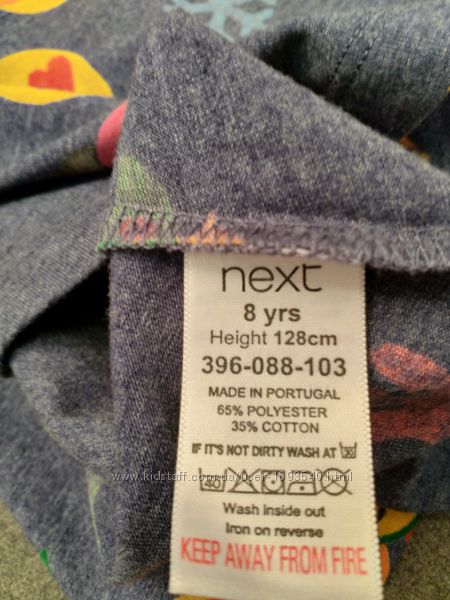 next
8 yrs
Height 128cm
396-088-103
MADE IN PORTUGAL
65% POLYESTER
35% COTTON
IF IT'S NOT DIRTY WASH AT
Wash inside out
Iron on reverse
KEEP AWAY FROM FIRE